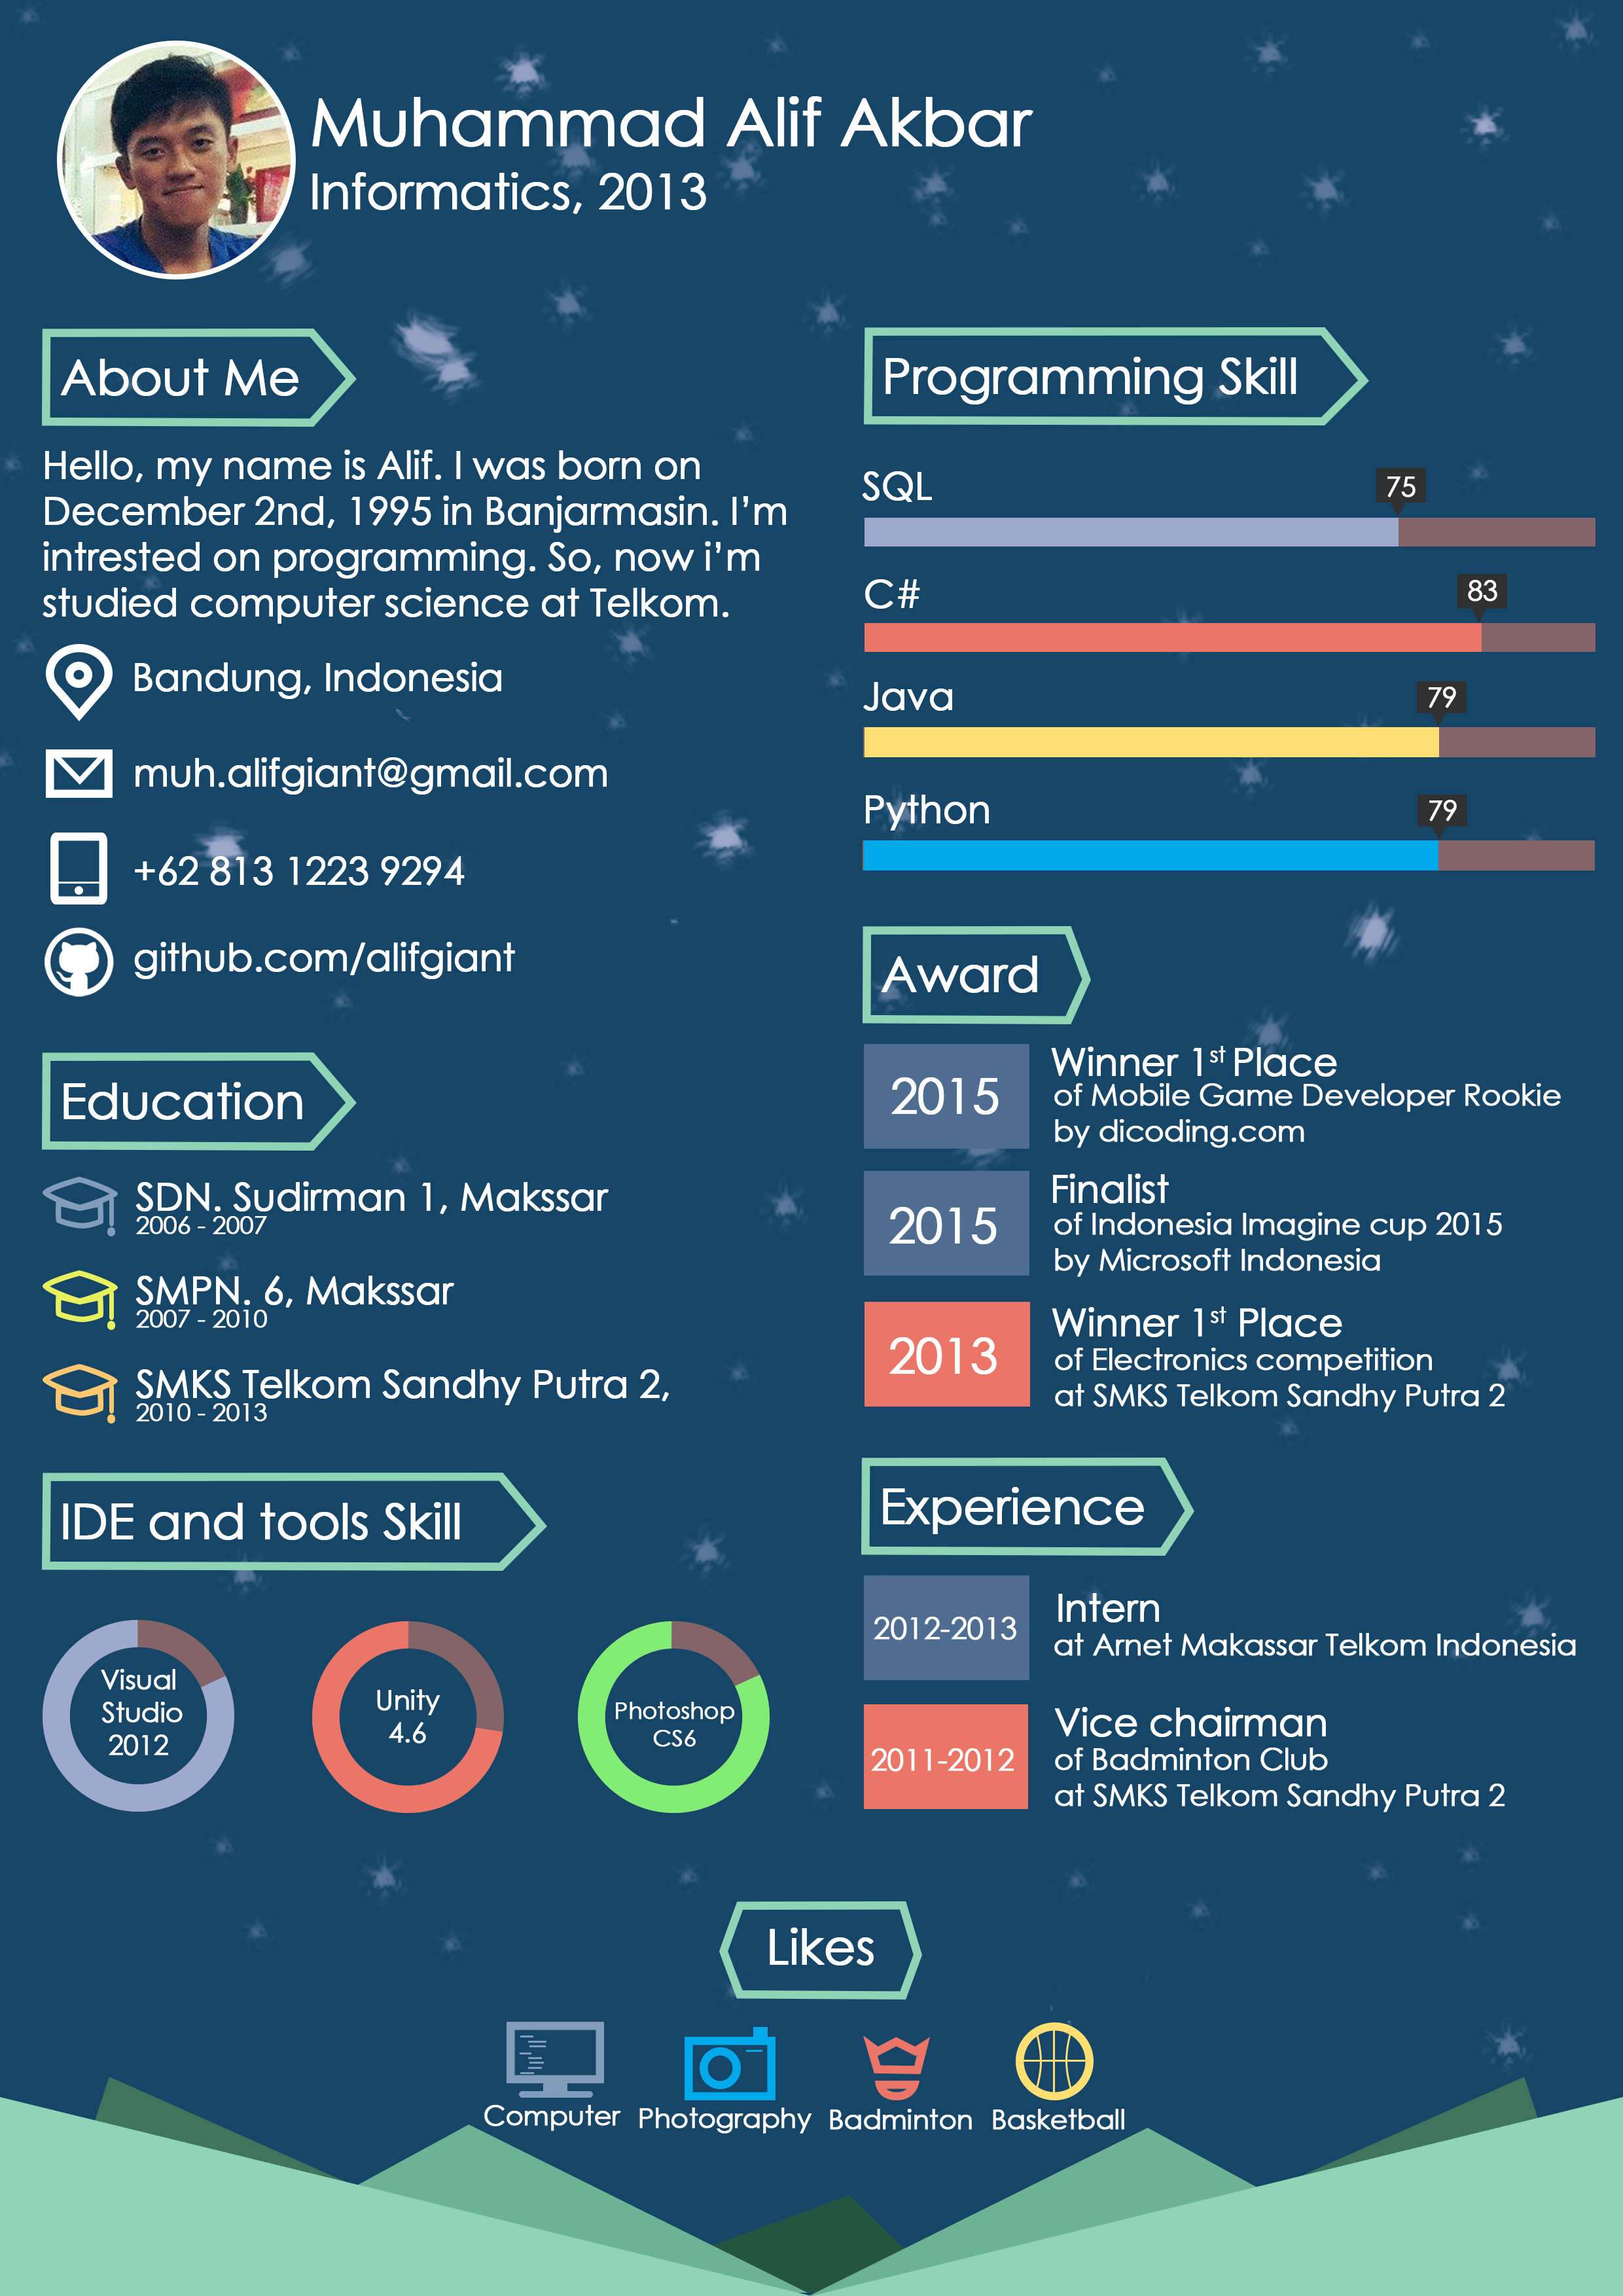 Muhammad Alif Akbar
Informatics, 2013
About Me
Hello, my name is Alif. I was born on
December 2nd, 1995 in Banjarmasin. I'm
intrested on programming. So, now i'm
studied computer science at Telkom.
Bandung, Indonesia
muh.alifgiant@gmail.com
+62 813 1223 9294
github.com/alifgiant
Education
SDN. Sudirman 1, Makssar
2006 - 2007
SMPN. 6, Makssar
2007 - 2010
SMKS Telkom Sandhy Putra 2,
2010 - 2013
IDE and tools Skill
Visual
Studio
2012
Unity
4.6
Photoshop
CS6
Programming Skill
SQL
75
C#
83
Java
79
Python
79
Award
2015
Winner 1st Place
of Mobile Game Developer Rookie
by dicoding.com
2015
Finalist
of Indonesia Imagine cup 2015
by Microsoft Indonesia
2013
Winner 1st Place
of Electronics competition
at SMKS Telkom Sandhy Putra 2
Experience
2012-2013
Intern
at Arnet Makassar Telkom Indonesia
2011-2012
Vice chairman
of Badminton Club
at SMKS Telkom Sandhy Putra 2
Likes
Computer
Photography
Badminton
Basketball